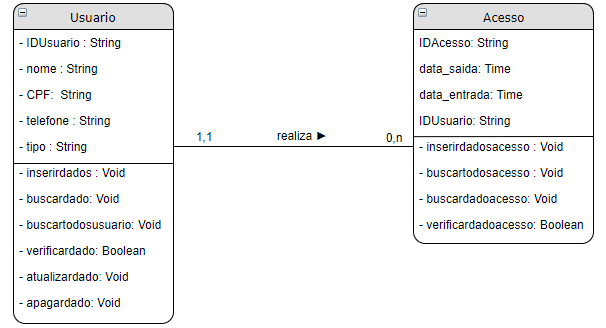 Usuario
- IDUsuario : String
- nome : String
- CPF:  String
- telefone : String
- tipo : String
- inserirdados : Void
- buscardado: Void
- buscartodosusuario: Void
- verificardado: Boolean
- atualizardado: Void
- apagardado: Void
1,1
realiza ►
0,n
Acesso
IDAcesso: String
data_saida: Time
data_entrada: Time
IDUsuario: String
- inserirdadosacesso : Void
- buscartodosacesso : Void
- buscardadoacesso: Void
- verificardadoacesso: Boolean